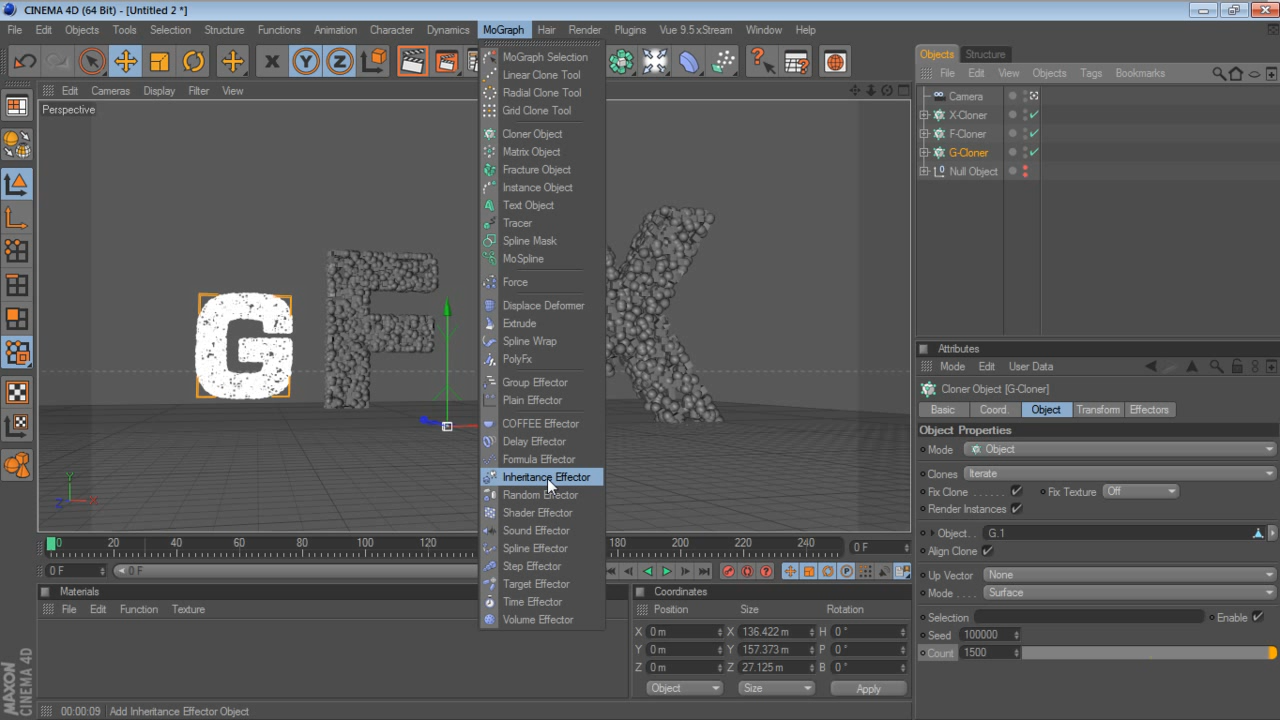 CINEMA 4D (64 Bit) - [Untitled 2 *]
File Edit Objects Tools Selection Structure Functions Animation Character Dynamics MoGraph Hair Render Plugins Vue 9.5 xStream Window Help
Edit Cameras Display Filter View
Perspective
MoGraph Selection
Linear Clone Tool
Radial Clone Tool
Grid Clone Tool
Cloner Object
Matrix Object
Fracture Object
Instance Object
Text Object
Tracer
Spline Mask
MoSpline
Force
Displace Deformer
Extrude
Spline Wrap
PolyFx
Group Effector
Plain Effector
COFFEE Effector
Delay Effector
Formula Effector
Inheritance Effector
Random Effector
Shader Effector
Sound Effector
Spline Effector
Step Effector
Target Effector
Time Effector
Volume Effector
G F K
Y
Z X
0 20 40 60 80 100 120 180 200 220 240 0 F
0 F 0 F
Materials
File Edit Function Texture
Coordinates
Position Size Rotation
X 0 m X 136.422 m H 0 °
Y 0 m Y 157.373 m P 0 °
Z 0 m Z 27.125 m B 0 °
Object Size Apply
Objects Structure
File Edit View Objects Tags Bookmarks
Camera
X-Cloner
F-Cloner
G-Cloner
Null Object
Attributes
Mode Edit User Data
Cloner Object [G-Cloner]
Basic Coord. Object Transform Effectors
Object Properties
Mode Object
Clones Iterate
Fix Clone . . . . . . Fix Texture Off
Render Instances
Object. . G.1
Align Clone
Up Vector None
Mode . . . . Surface
Selection Enable
Seed 100000
Count 1500
MAXON
CINEMA 4D
00:00:09 Add Inheritance Effector Object